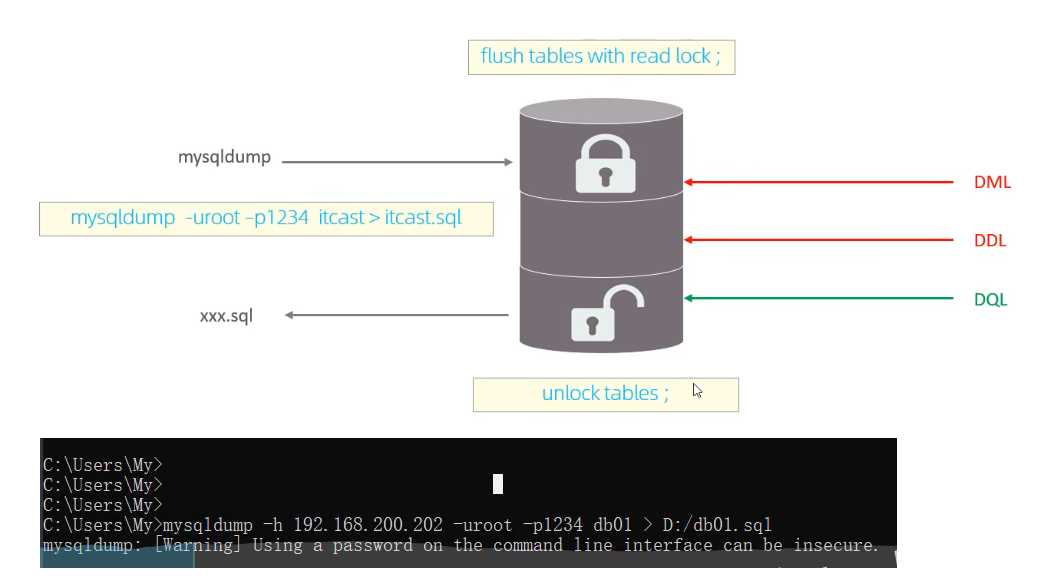 flush tables with read lock ;
mysqldump
DML
mysqldump -uroot –p1234 itcast > itcast.sql
DDL
DQL
xxx.sql
unlock tables ;
C:\Users\My>
C:\Users\My>
C:\Users\My>
C:\Users\My>mysqldump -h 192.168.200.202 -uroot -p1234 db01 > D:/db01.sql
mysqldump: [Warning] Using a password on the command line interface can be insecure.